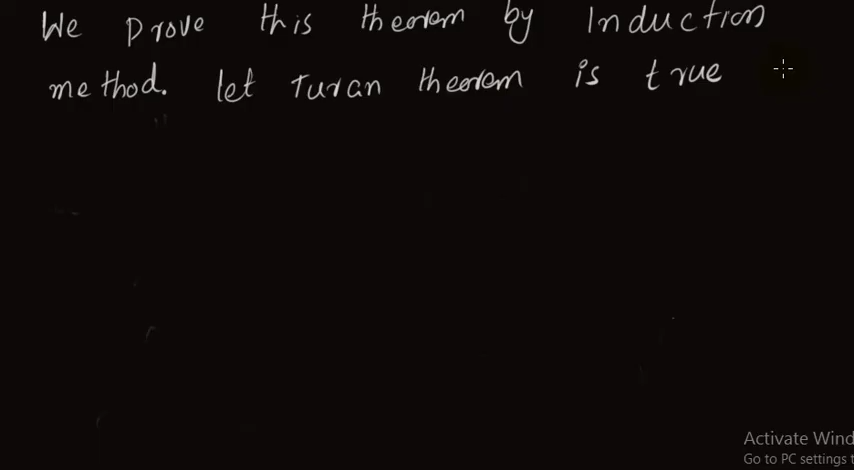 We prove this theorem by Induction
method. let Turan theorem is true
Activate Wind
Go to PC settings t